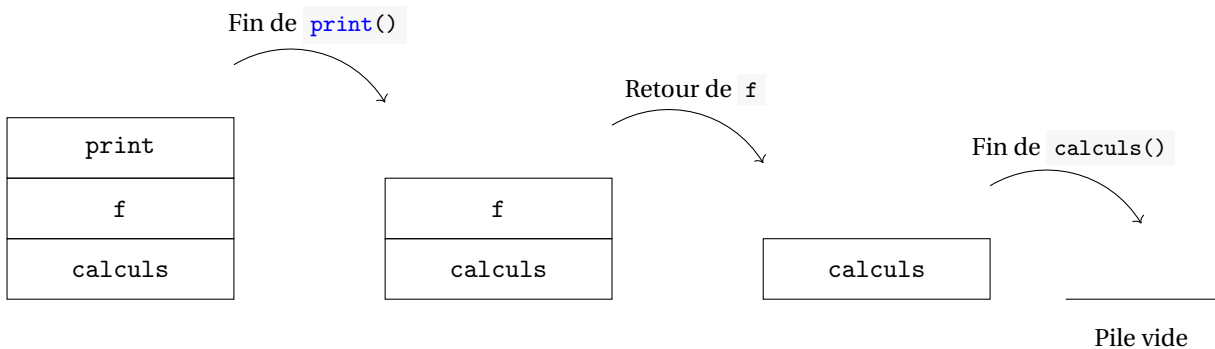 Fin de print()
Retour de f
Fin de calculs()
print
f
calculs
f
calculs
calculs
Pile vide